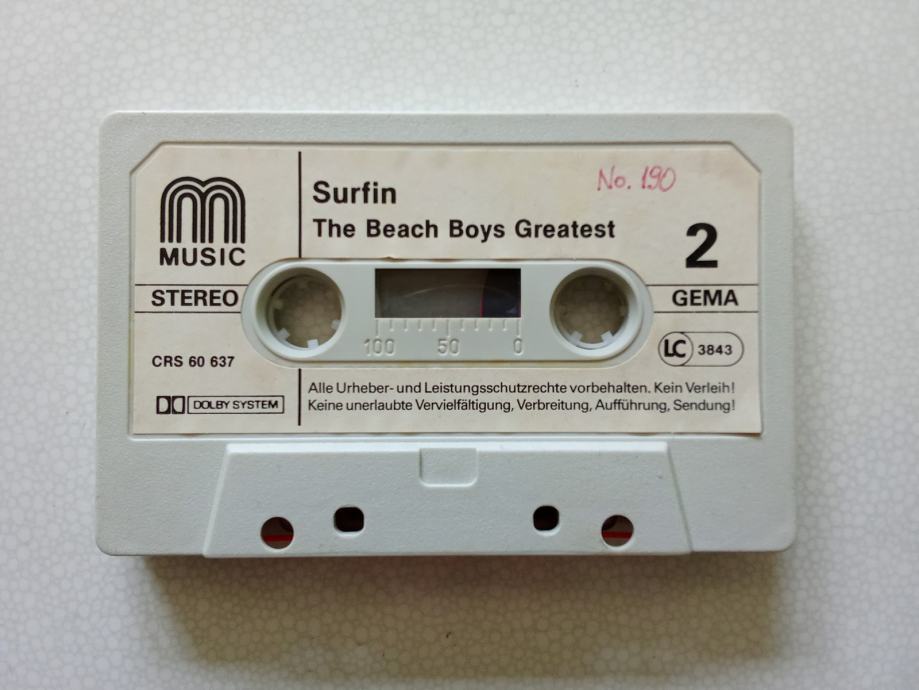 No. 190
Surfin
The Beach Boys Greatest
MUSIC
2
STEREO
GEMA
100 50 0
CRS 60 637
LC 3843
DOLBY SYSTEM
Alle Urheber- und Leistungsschutzrechte vorbehalten. Kein Verleih!
Keine unerlaubte Vervielfältigung, Verbreitung, Aufführung, Sendung!